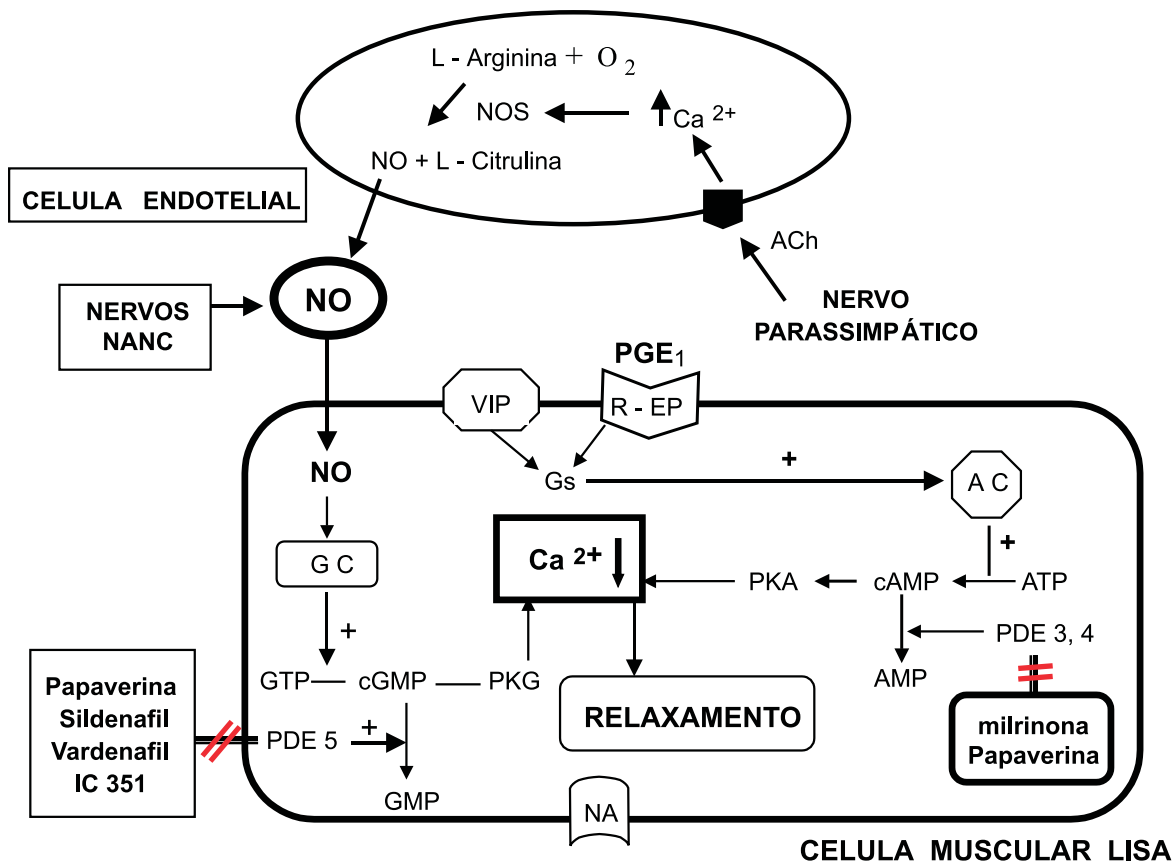 L - Arginina + O 2
NOS
Ca 2+
NO + L - Citrulina
CELULA ENDOTELIAL
ACh
NO
NERVOS
NANC
NERVO
PARASSIMPÁTICO
PGE1
VIP
R - EP
NO
Gs
+
A C
G C
Ca 2+
+
PKA
cAMP
ATP
+
PDE 3, 4
GTP
cGMP
PKG
AMP
Papaverina
Sildenafil
Vardenafil
IC 351
PDE 5
+
RELAXAMENTO
milrinona
Papaverina
GMP
NA
CELULA MUSCULAR LISA